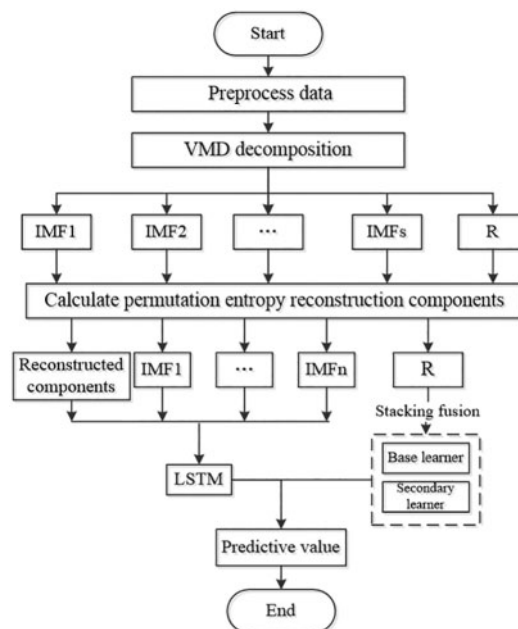 Start
Preprocess data
VMD decomposition
IMF1
IMF2
...
IMFs
R
Calculate permutation entropy reconstruction components
Reconstructed
components
IMF1
...
IMFn
R
Stacking fusion
Base learner
Secondary
learner
LSTM
Predictive value
End